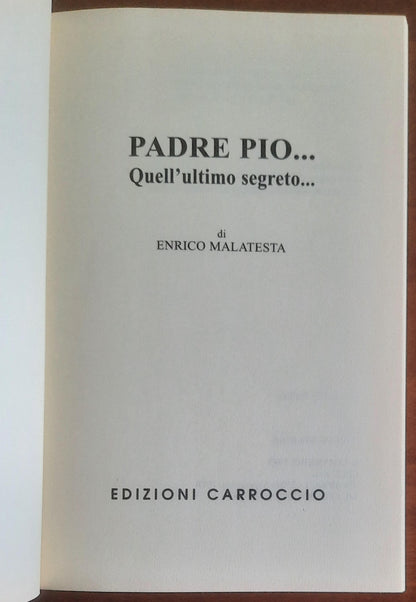 PADRE PIO...
Quell'ultimo segreto...
di
ENRICO MALATESTA
EDIZIONI CARROCCIO